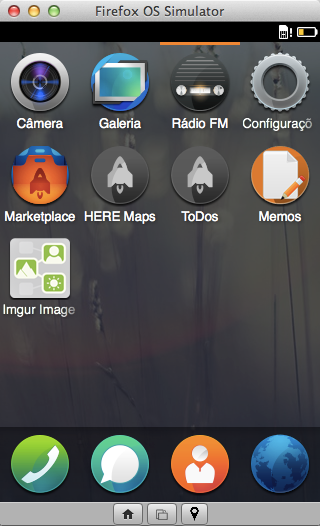 Firefox OS Simulator
Câmera Galeria Rádio FM Configuraçõ
Marketplace HERE Maps ToDos Memos
Imgur Image